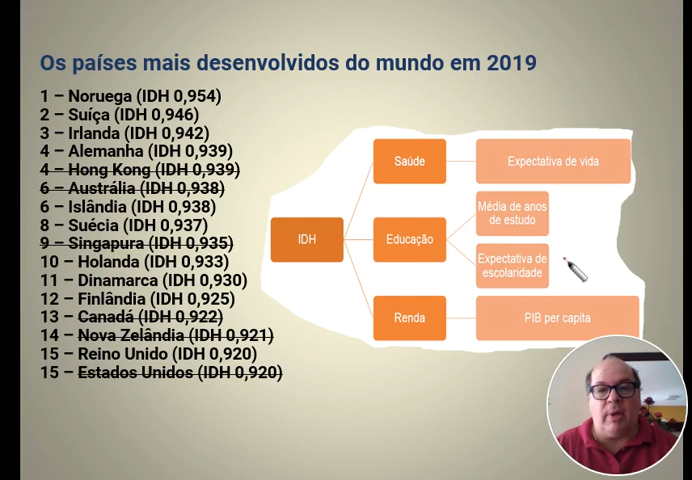 Os países mais desenvolvidos do mundo em 2019
1 – Noruega (IDH 0,954)
2 – Suíça (IDH 0,946)
3 – Irlanda (IDH 0,942)
4 – Alemanha (IDH 0,939)
4 – Hong Kong (IDH 0,939)
6 – Austrália (IDH 0,938)
6 – Islândia (IDH 0,938)
8 – Suécia (IDH 0,937)
9 – Singapura (IDH 0,935)
10 – Holanda (IDH 0,933)
11 – Dinamarca (IDH 0,930)
12 – Finlândia (IDH 0,925)
13 – Canadá (IDH 0,922)
14 – Nova Zelândia (IDH 0,921)
15 – Reino Unido (IDH 0,920)
15 – Estados Unidos (IDH 0,920)
IDH
Saúde
Expectativa de vida
Educação
Média de anos
de estudo
Expectativa de
escolaridade
Renda
PIB per capita